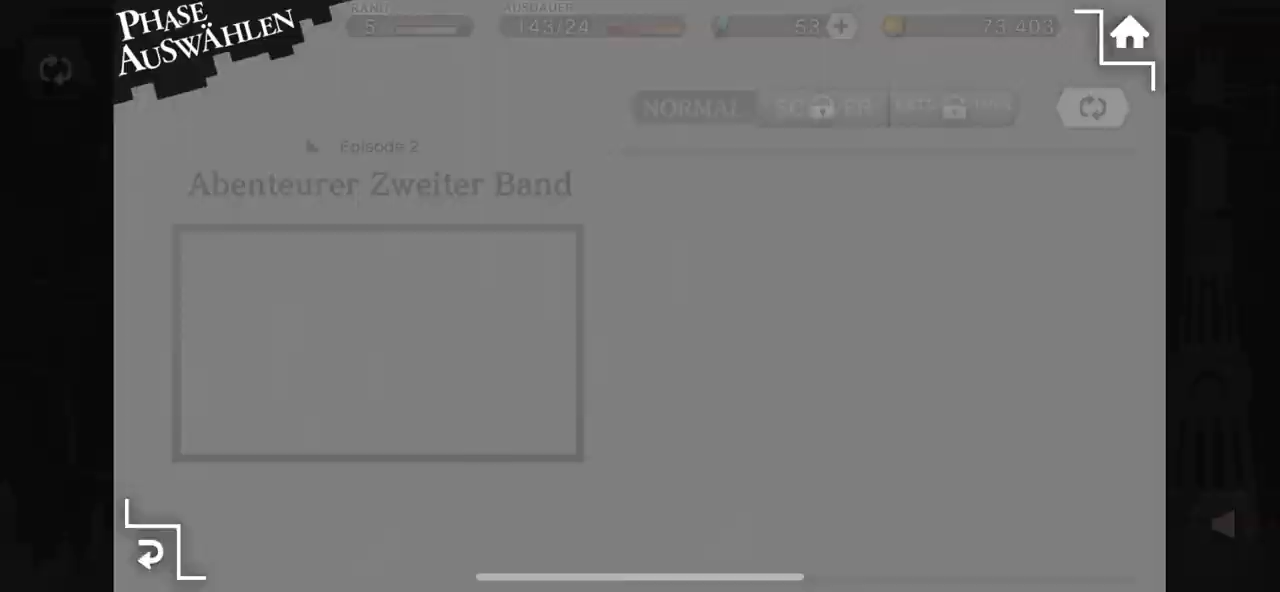 PHASE
AUSWÄHLEN
RANG
5
AUSDAUER
143/24
53
73 403
NORMAL
Episode 2
Abenteurer Zweiter Band